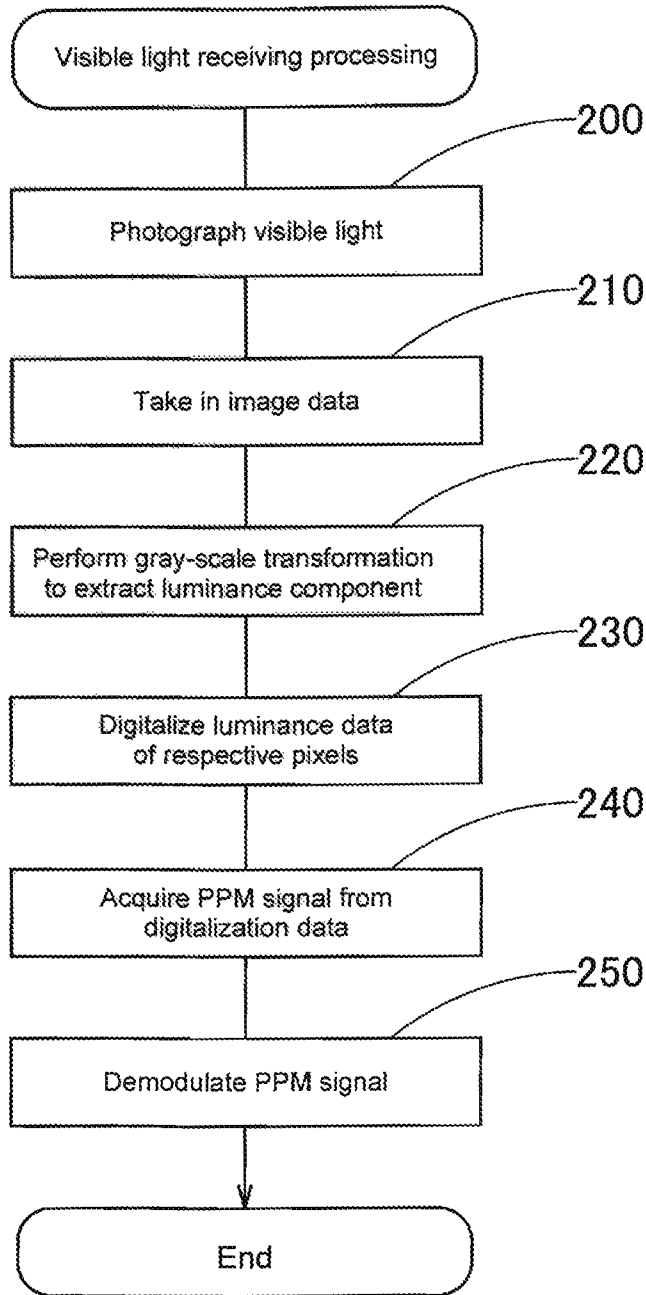 Visible light receiving processing
200
Photograph visible light
210
Take in image data
220
Perform gray-scale transformation
to extract luminance component
230
Digitalize luminance data
of respective pixels
240
Acquire PPM signal from
digitalization data
250
Demodulate PPM signal
End